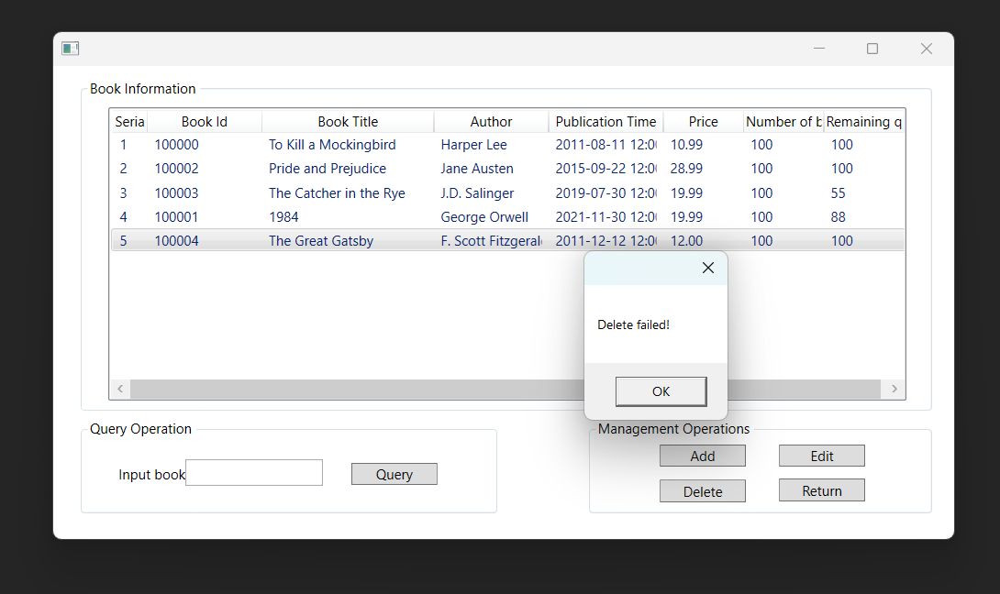 Book Information
Seria Book Id Book Title Author Publication Time Price Number of b Remaining q
1 100000 To Kill a Mockingbird Harper Lee 2011-08-11 12:00 10.99 100 100
2 100002 Pride and Prejudice Jane Austen 2015-09-22 12:00 28.99 100 100
3 100003 The Catcher in the Rye J.D. Salinger 2019-07-30 12:00 19.99 100 55
4 100001 1984 George Orwell 2021-11-30 12:00 19.99 100 88
5 100004 The Great Gatsby F. Scott Fitzgeral 2011-12-12 12:00 12.00 100 100
Delete failed!
OK
Query Operation
Input book
Query
Management Operations
Add Edit
Delete Return